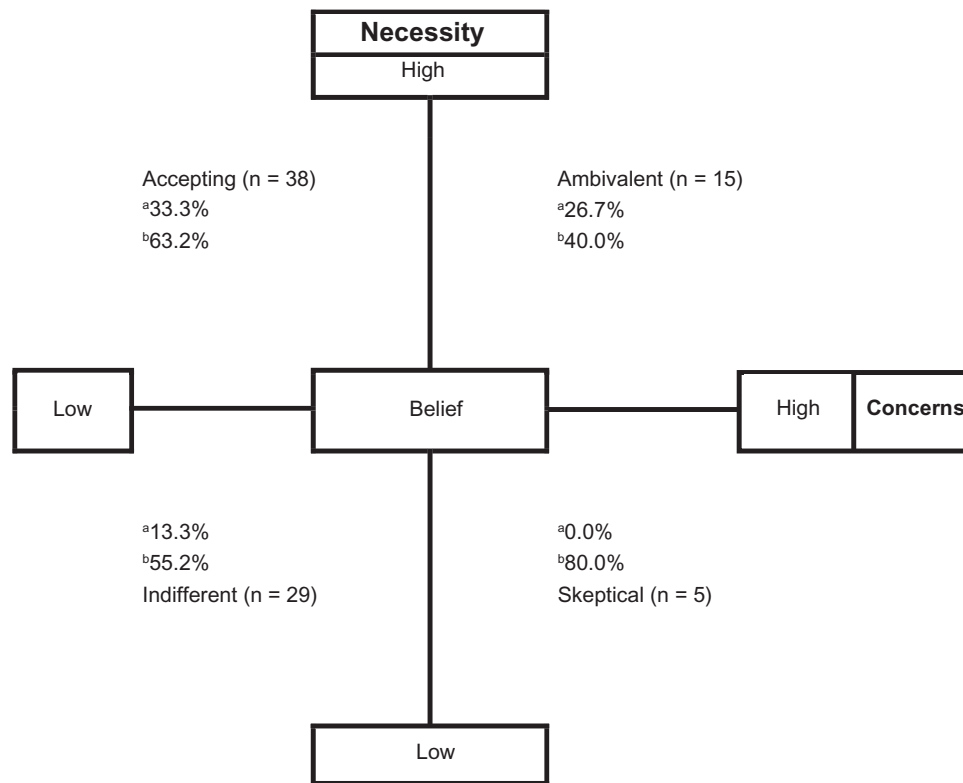 Necessity
High
Accepting (n = 38)
ᵃ33.3%
ᵇ63.2%
Ambivalent (n = 15)
ᵃ26.7%
ᵇ40.0%
Low
Belief
High
Concerns
ᵃ13.3%
ᵇ55.2%
Indifferent (n = 29)
ᵃ0.0%
ᵇ80.0%
Skeptical (n = 5)
Low